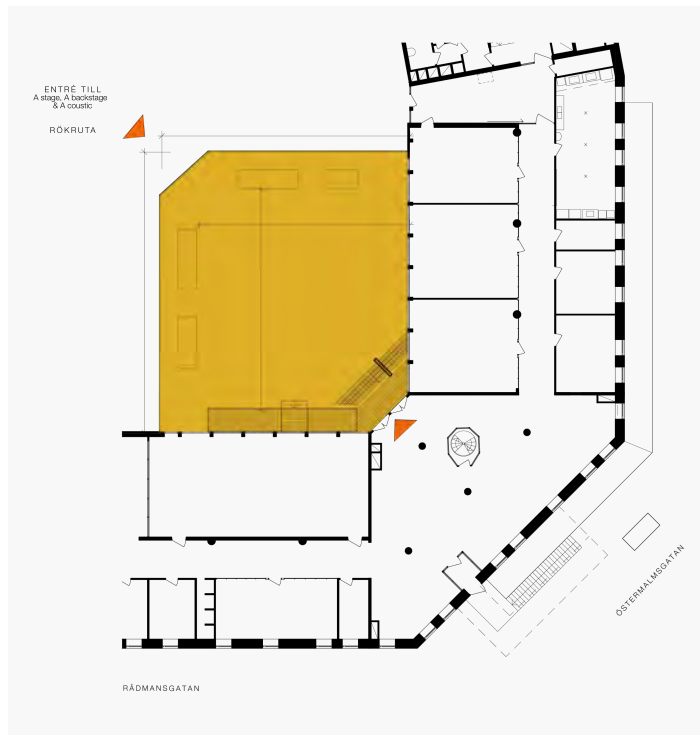 ENTRÉ TILL
A stage, A backstage
& A coustic
RÖKRUTA
ÖSTERMALMSGATAN
RÅDMANSGATAN